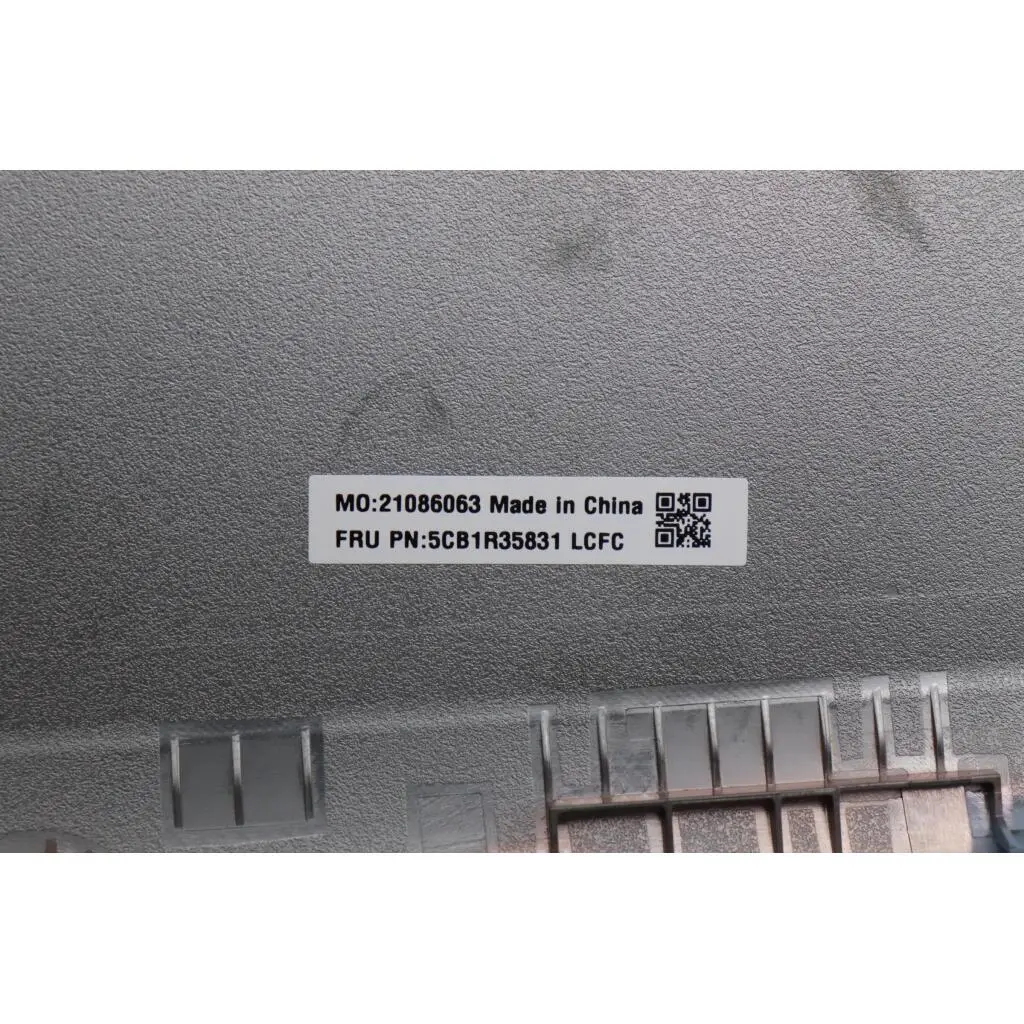 MO:21086063 Made in China
FRU PN:5CB1R35831 LCFC